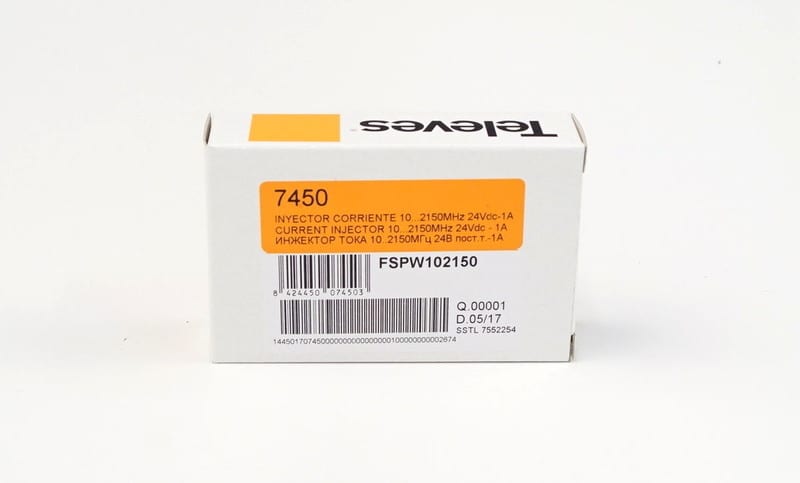 Televes
7450
INYECTOR CORRIENTE 10...2150MHz 24Vdc-1A
CURRENT INJECTOR 10...2150MHz 24Vdc - 1A
ИНЖЕКТОР ТОКА 10..2150МГц 24В пост.т.-1А
FSPW102150
8 424450 074503
Q.00001
D.05/17
SSTL 7552254